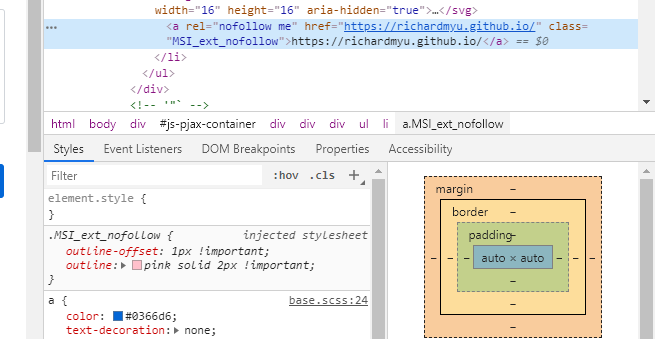 width="16" height="16" aria-hidden="true">…</svg>
<a rel="nofollow me" href="https://richardmyu.github.io/" class=
"MSI_ext_nofollow">https://richardmyu.github.io/</a> == $0
</li>
</ul>
</div>
<!-- '"` -->
html body div #js-pjax-container div div div ul li a.MSI_ext_nofollow
Styles Event Listeners DOM Breakpoints Properties Accessibility
Filter :hov .cls +
element.style {
}
.MSI_ext_nofollow { injected stylesheet
outline-offset: 1px !important;
outline: pink solid 2px !important;
}
a { base.scss:24
color: #0366d6;
text-decoration: none;
margin –
border –
padding–
– – – auto × auto – – –
–
–
–